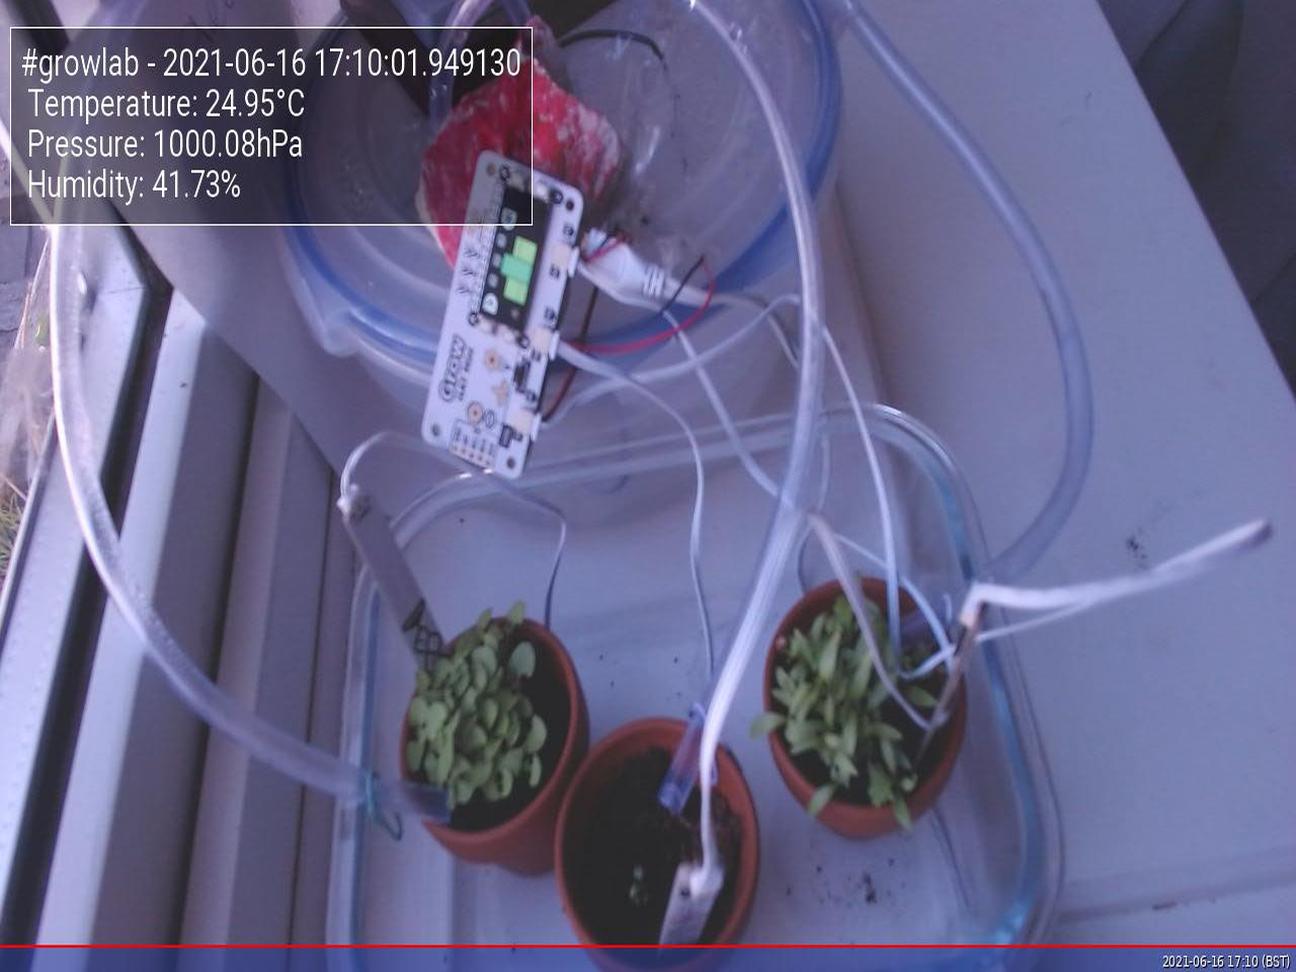 #growlab - 2021-06-16 17:10:01.949130
Temperature: 24.95°C
Pressure: 1000.08hPa
Humidity: 41.73%
GROW
2021-06-16 17:10 (BST)